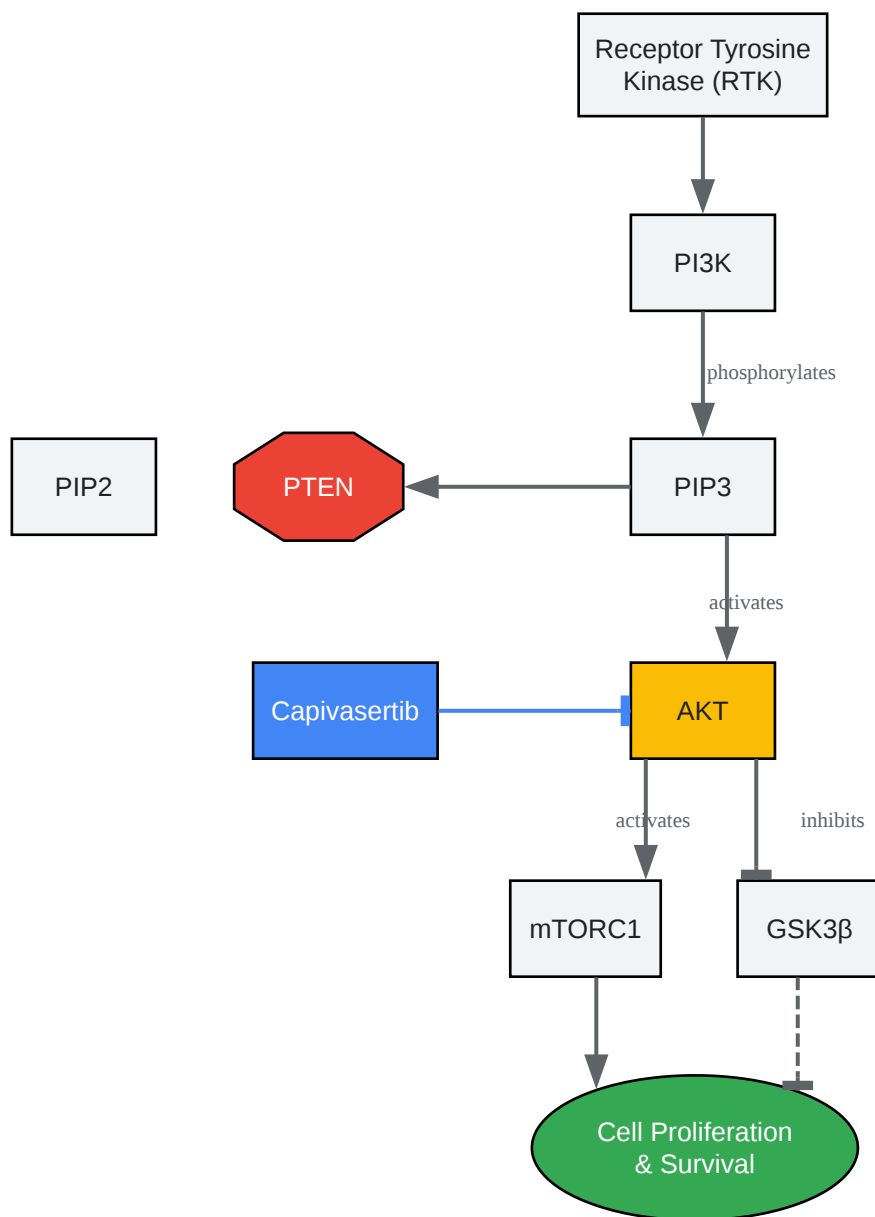 Receptor Tyrosine
Kinase (RTK)
PI3K
phosphorylates
PIP2
PTEN
PIP3
activates
Capivasertib
AKT
activates
inhibits
mTORC1
GSK3β
Cell Proliferation
& Survival